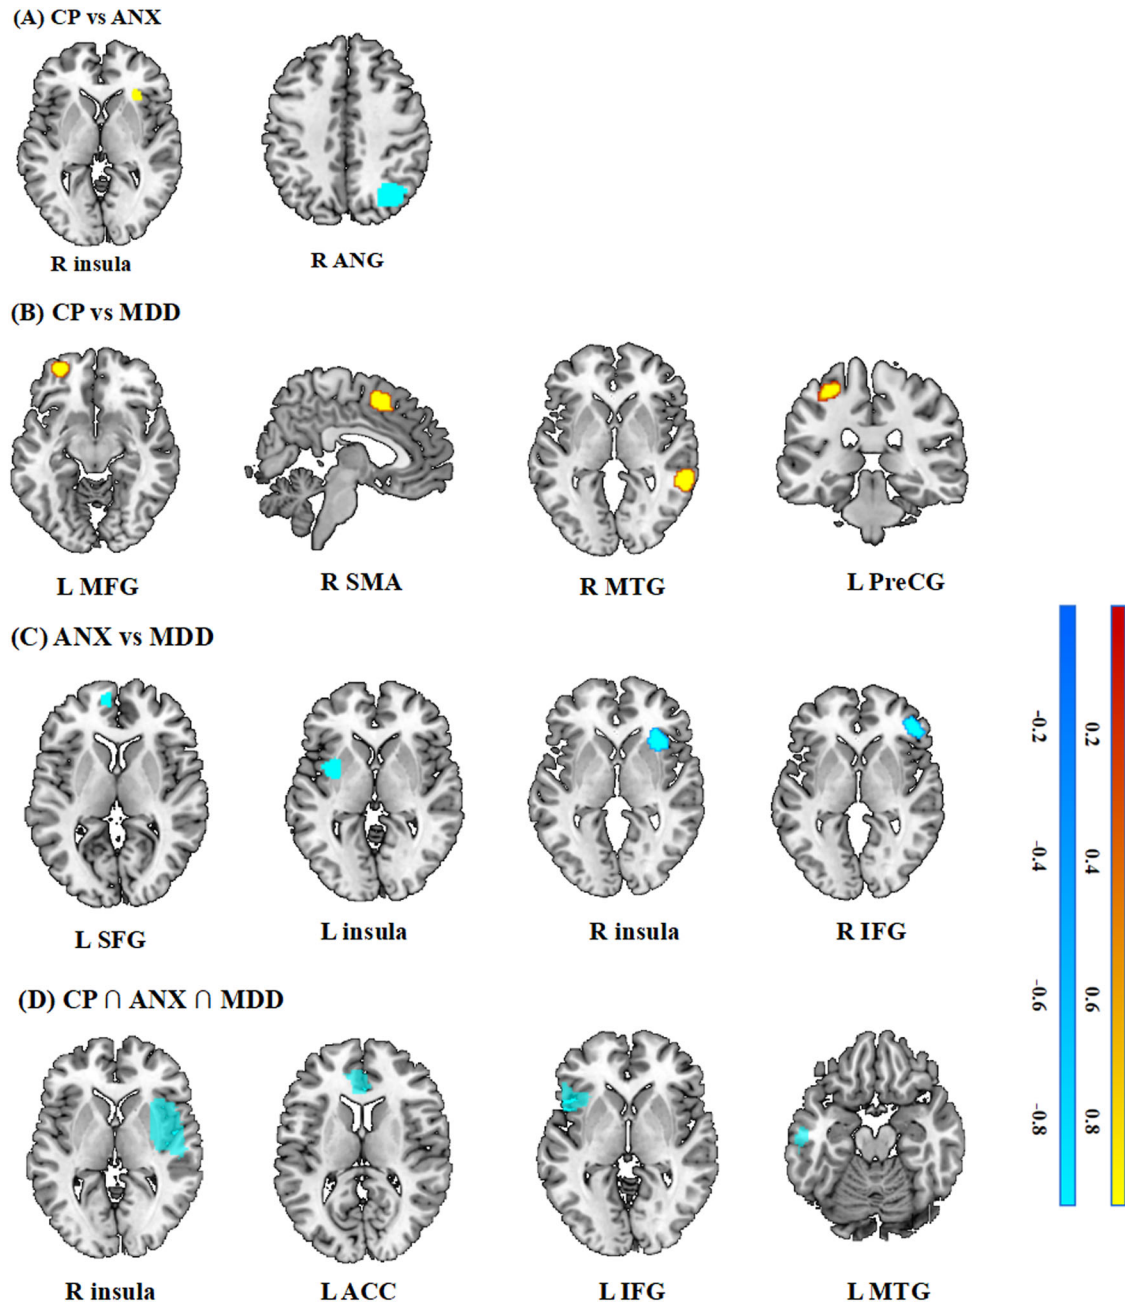 (A) CP vs ANX
R insula
R ANG
(B) CP vs MDD
L MFG
R SMA
R MTG
L PreCG
(C) ANX vs MDD
L SFG
L insula
R insula
R IFG
(D) CP ∩ ANX ∩ MDD
R insula
L ACC
L IFG
L MTG
-0.2
0.2
-0.4
0.4
-0.6
0.6
-0.8
0.8